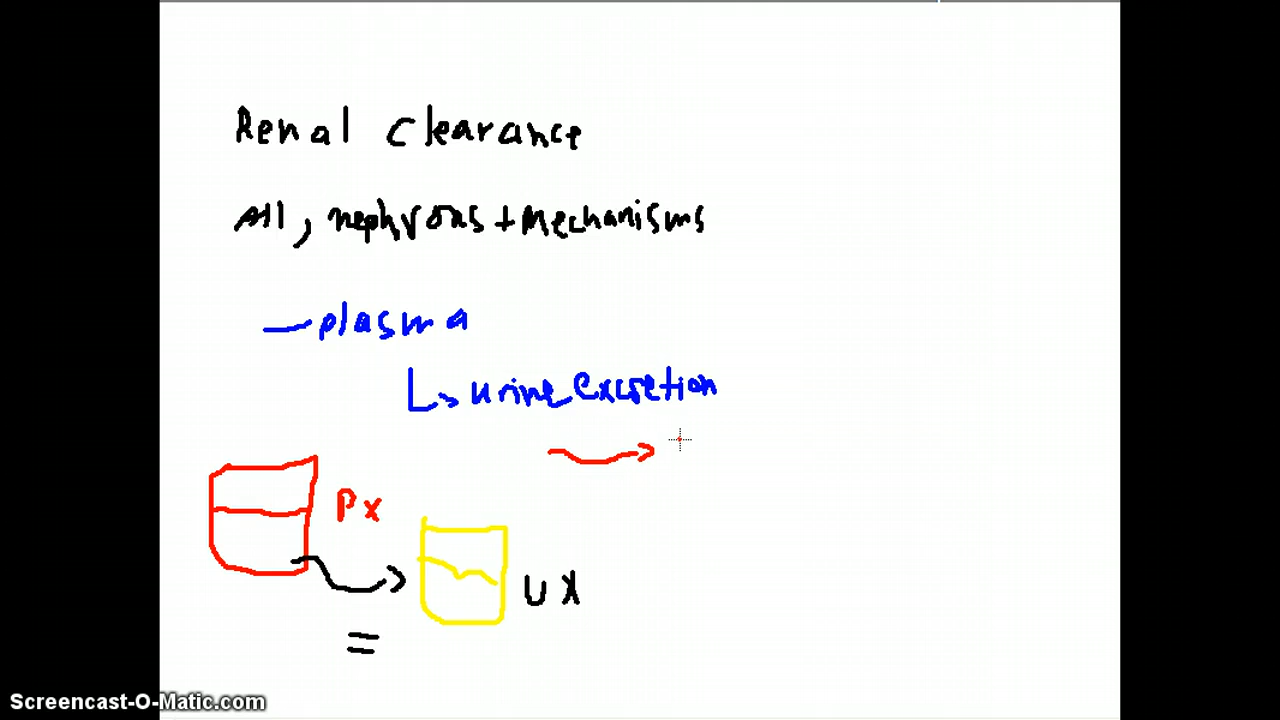 Renal Clearance
All, nephrons + Mechanisms
- plasma
urine excretion
Px
UX
=
Screencast-O-Matic.com